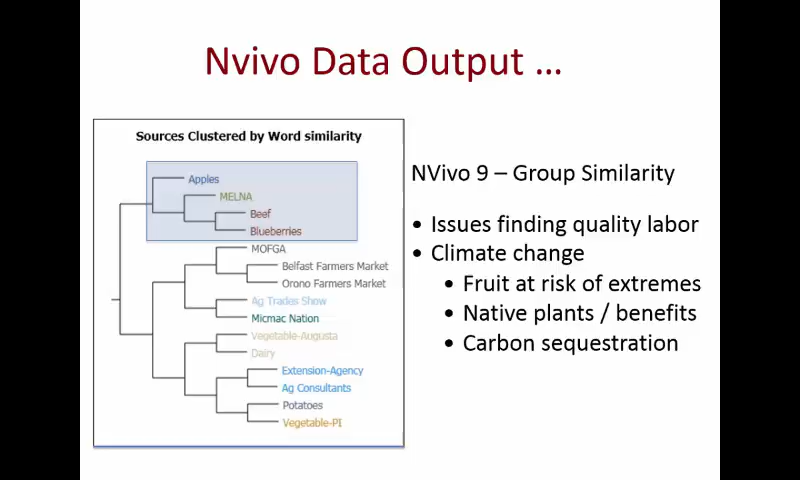 Nvivo Data Output ...
Sources Clustered by Word similarity
Apples
MELNA
Beef
Blueberries
MOFGA
Belfast Farmers Market
Orono Farmers Market
Ag Trades Show
Micmac Nation
Vegetable-Augusta
Dairy
Extension-Agency
Ag Consultants
Potatoes
Vegetable-PI
NVivo 9 – Group Similarity
• Issues finding quality labor
• Climate change
• Fruit at risk of extremes
• Native plants / benefits
• Carbon sequestration